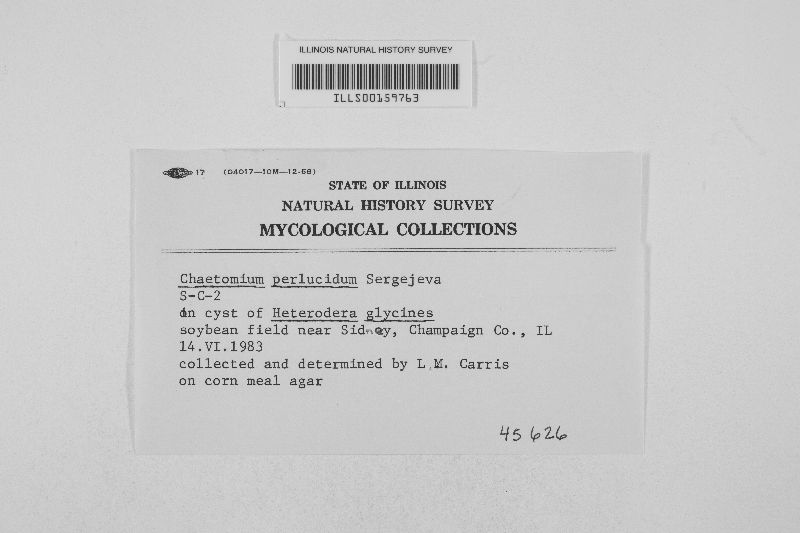 ILLINOIS NATURAL HISTORY SURVEY
ILLS00159763
17 (04017—10M—12-68)
STATE OF ILLINOIS
NATURAL HISTORY SURVEY
MYCOLOGICAL COLLECTIONS
Chaetomium perlucidum Sergejeva
S-C-2
in cyst of Heterodera glycines
soybean field near Sidney, Champaign Co., IL
14.VI.1983
collected and determined by L.M. Carris
on corn meal agar
45626